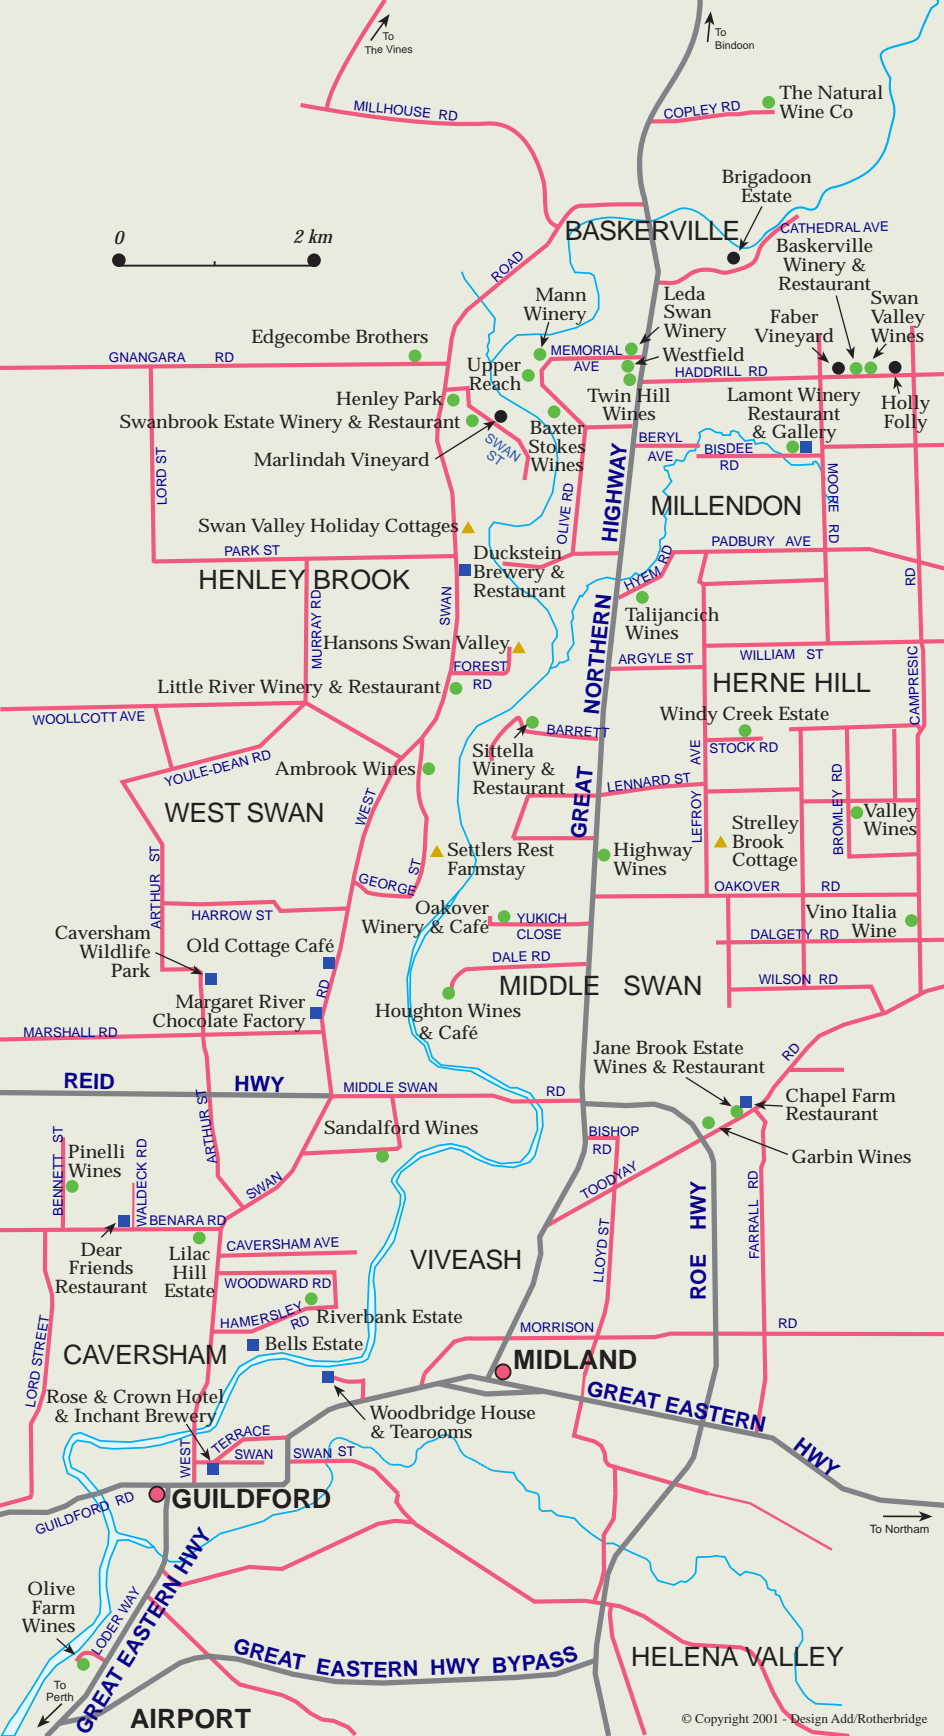 To
The Vines
To
Bindoon
MILLHOUSE RD
COPLEY RD
The Natural
Wine Co
Brigadoon
Estate
BASKERVILLE
CATHEDRAL AVE
0
2 km
ROAD
Baskerville
Winery &
Restaurant
Mann
Winery
Leda
Swan
Winery
Faber
Vineyard
Swan
Valley
Wines
Edgecombe Brothers
GNANGARA RD
MEMORIAL
AVE
Westfield
HADDRILL RD
Upper
Reach
Henley Park
Swanbrook Estate Winery & Restaurant
Twin Hill
Wines
Lamont Winery
Restaurant
& Gallery
Holly
Folly
Baxter
Stokes
Wines
SWAN
ST
Marlindah Vineyard
BERYL
AVE
BISDEE
RD
LORD ST
OLIVE RD
HIGHWAY
MOORE RD
MILLENDON
Swan Valley Holiday Cottages
PARK ST
PADBURY AVE
HENLEY BROOK
Duckstein
Brewery &
Restaurant
HYEM RD
RD
MURRAY RD
SWAN
Talijancich
Wines
Hansons Swan Valley
FOREST
RD
NORTHERN
ARGYLE ST
WILLIAM ST
CAMPRESIC
Little River Winery & Restaurant
HERNE HILL
WOOLLCOTT AVE
Windy Creek Estate
BARRETT
STOCK RD
YOULE-DEAN RD
Ambrook Wines
Sittella
Winery &
Restaurant
AVE
LENNARD ST
WEST SWAN
WEST
GREAT
LEFROY
BROMLEY RD
Valley
Wines
Strelley
Brook
Cottage
ARTHUR ST
Settlers Rest
Farmstay
Highway
Wines
GEORGE
ST
OAKOVER RD
HARROW ST
Oakover
Winery & Café
YUKICH
CLOSE
Vino Italia
Wine
DALGETY RD
Caversham
Wildlife
Park
Old Cottage Café
DALE RD
WILSON RD
MIDDLE SWAN
Margaret River
Chocolate Factory
RD
Houghton Wines
& Café
MARSHALL RD
Jane Brook Estate
Wines & Restaurant
RD
REID HWY
MIDDLE SWAN RD
Chapel Farm
Restaurant
ARTHUR ST
Sandalford Wines
BISHOP
RD
Garbin Wines
BENNETT ST
Pinelli
Wines
WALDECK RD
SWAN
TOODYAY
ROE HWY
FARRALL RD
BENARA RD
Dear
Friends
Restaurant
Lilac
Hill
Estate
CAVERSHAM AVE
VIVEASH
LLOYD ST
WOODWARD RD
HAMERSLEY
RD
Riverbank Estate
LORD STREET
MORRISON RD
Bells Estate
CAVERSHAM
MIDLAND
Rose & Crown Hotel
& Inchant Brewery
Woodbridge House
& Tearooms
GREAT EASTERN
HWY
TERRACE
WEST
SWAN
SWAN ST
GUILDFORD
GUILDFORD RD
To Northam
Olive
Farm
Wines
LODER WAY
GREAT EASTERN HWY
GREAT EASTERN HWY BYPASS
HELENA VALLEY
To
Perth
AIRPORT
© Copyright 2001 - Design Add/Rotherbridge